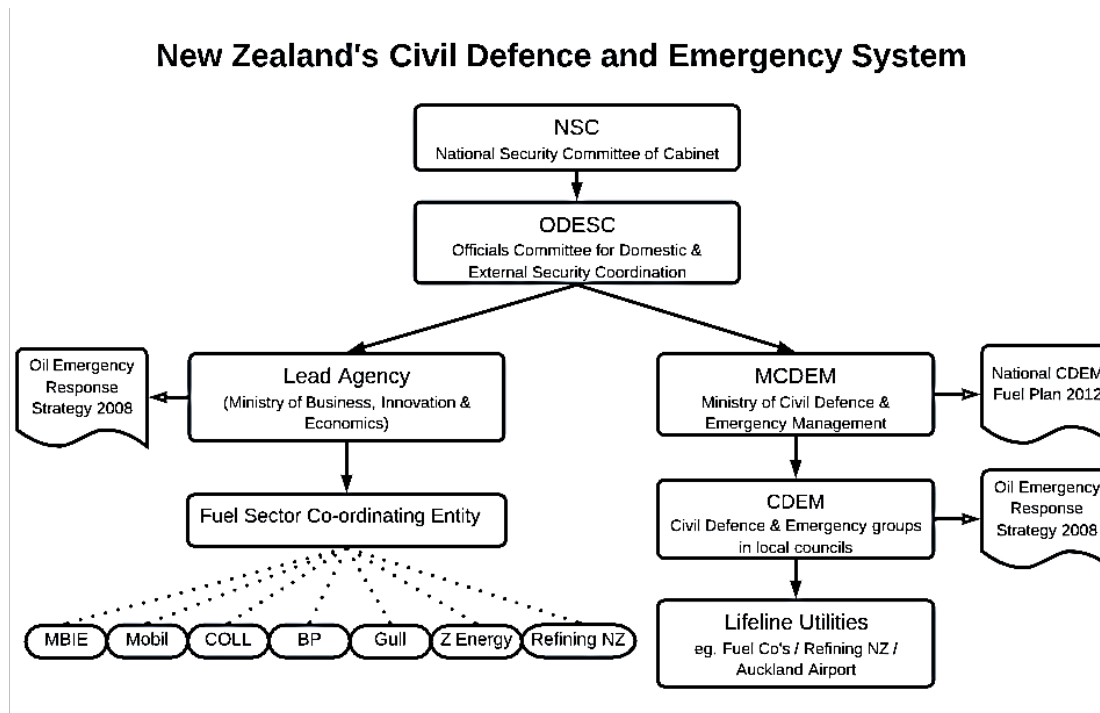 New Zealand's Civil Defence and Emergency System
NSC
National Security Committee of Cabinet
ODESC
Officials Committee for Domestic &
External Security Coordination
Oil Emergency
Response
Strategy 2008
Lead Agency
(Ministry of Business, Innovation &
Economics)
MCDEM
Ministry of Civil Defence &
Emergency Management
National CDEM
Fuel Plan 2012
Fuel Sector Co-ordinating Entity
CDEM
Civil Defence & Emergency groups
in local councils
Oil Emergency
Response
Strategy 2008
MBIE
Mobil
COLL
BP
Gull
Z Energy
Refining NZ
Lifeline Utilities
eg. Fuel Co's / Refining NZ /
Auckland Airport